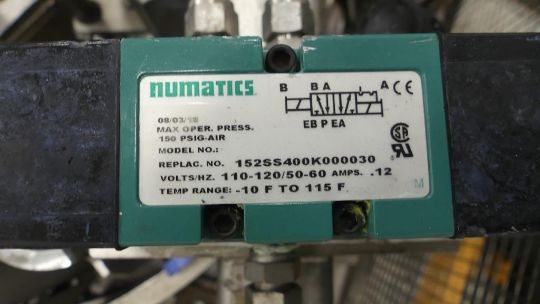 numatics
B B A A CE
EB P EA
08/03/18
MAX OPER. PRESS.
150 PSIG-AIR
MODEL NO.:
REPLAC. NO. 152SS400K000030
VOLTS/HZ. 110-120/50-60 AMPS. .12
TEMP RANGE: -10 F TO 115 F
M